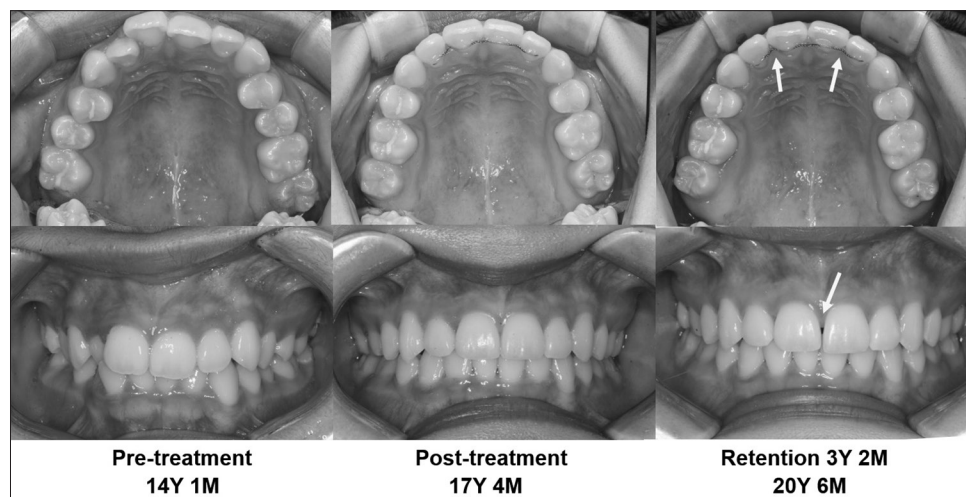 Pre-treatment
14Y 1M
Post-treatment
17Y 4M
Retention 3Y 2M
20Y 6M